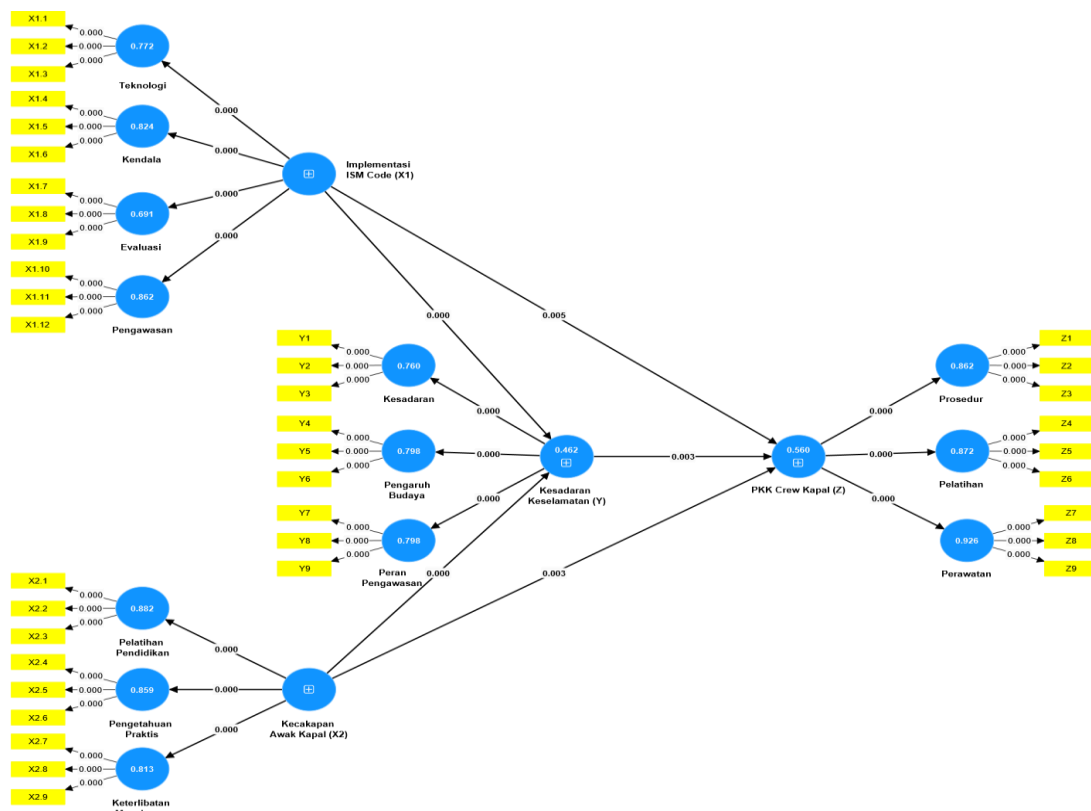 X1.1
0.000
X1.2
0.000
0.772
0.000
X1.3
Teknologi
X1.4
0.000
0.000
X1.5
0.000
0.824
0.000
X1.6
Kendala
0.000
Implementasi
ISM Code (X1)
X1.7
0.000
0.000
X1.8
0.000
0.691
0.000
X1.9
Evaluasi
0.000
X1.10
0.000
X1.11
0.000
0.862
0.000
X1.12
Pengawasan
0.000
0.005
Y1
0.000
Y2
0.000
0.760
0.000
Y3
Kesadaran
0.000
Y4
0.000
Y5
0.000
0.798
0.000
Y6
Pengaruh
Budaya
0.000
0.462
Kesadaran
Keselamatan (Y)
0.003
0.560
PKK Crew Kapal (Z)
Y7
0.000
Y8
0.000
0.798
0.000
Y9
Peran
Pengawasan
0.000
0.000
0.003
Z1
0.000
Z2
0.000
0.862
0.000
Z3
Prosedur
0.000
Z4
0.000
Z5
0.000
0.872
0.000
Z6
Pelatihan
0.000
Z7
0.000
Z8
0.000
0.926
0.000
Z9
Perawatan
0.000
X2.1
0.000
X2.2
0.000
0.882
0.000
X2.3
Pelatihan
Pendidikan
0.000
X2.4
0.000
X2.5
0.000
0.859
0.000
X2.6
Pengetahuan
Praktis
0.000
Kecakapan
Awak Kapal (X2)
X2.7
0.000
X2.8
0.000
0.813
0.000
X2.9
Keterlibatan
0.000